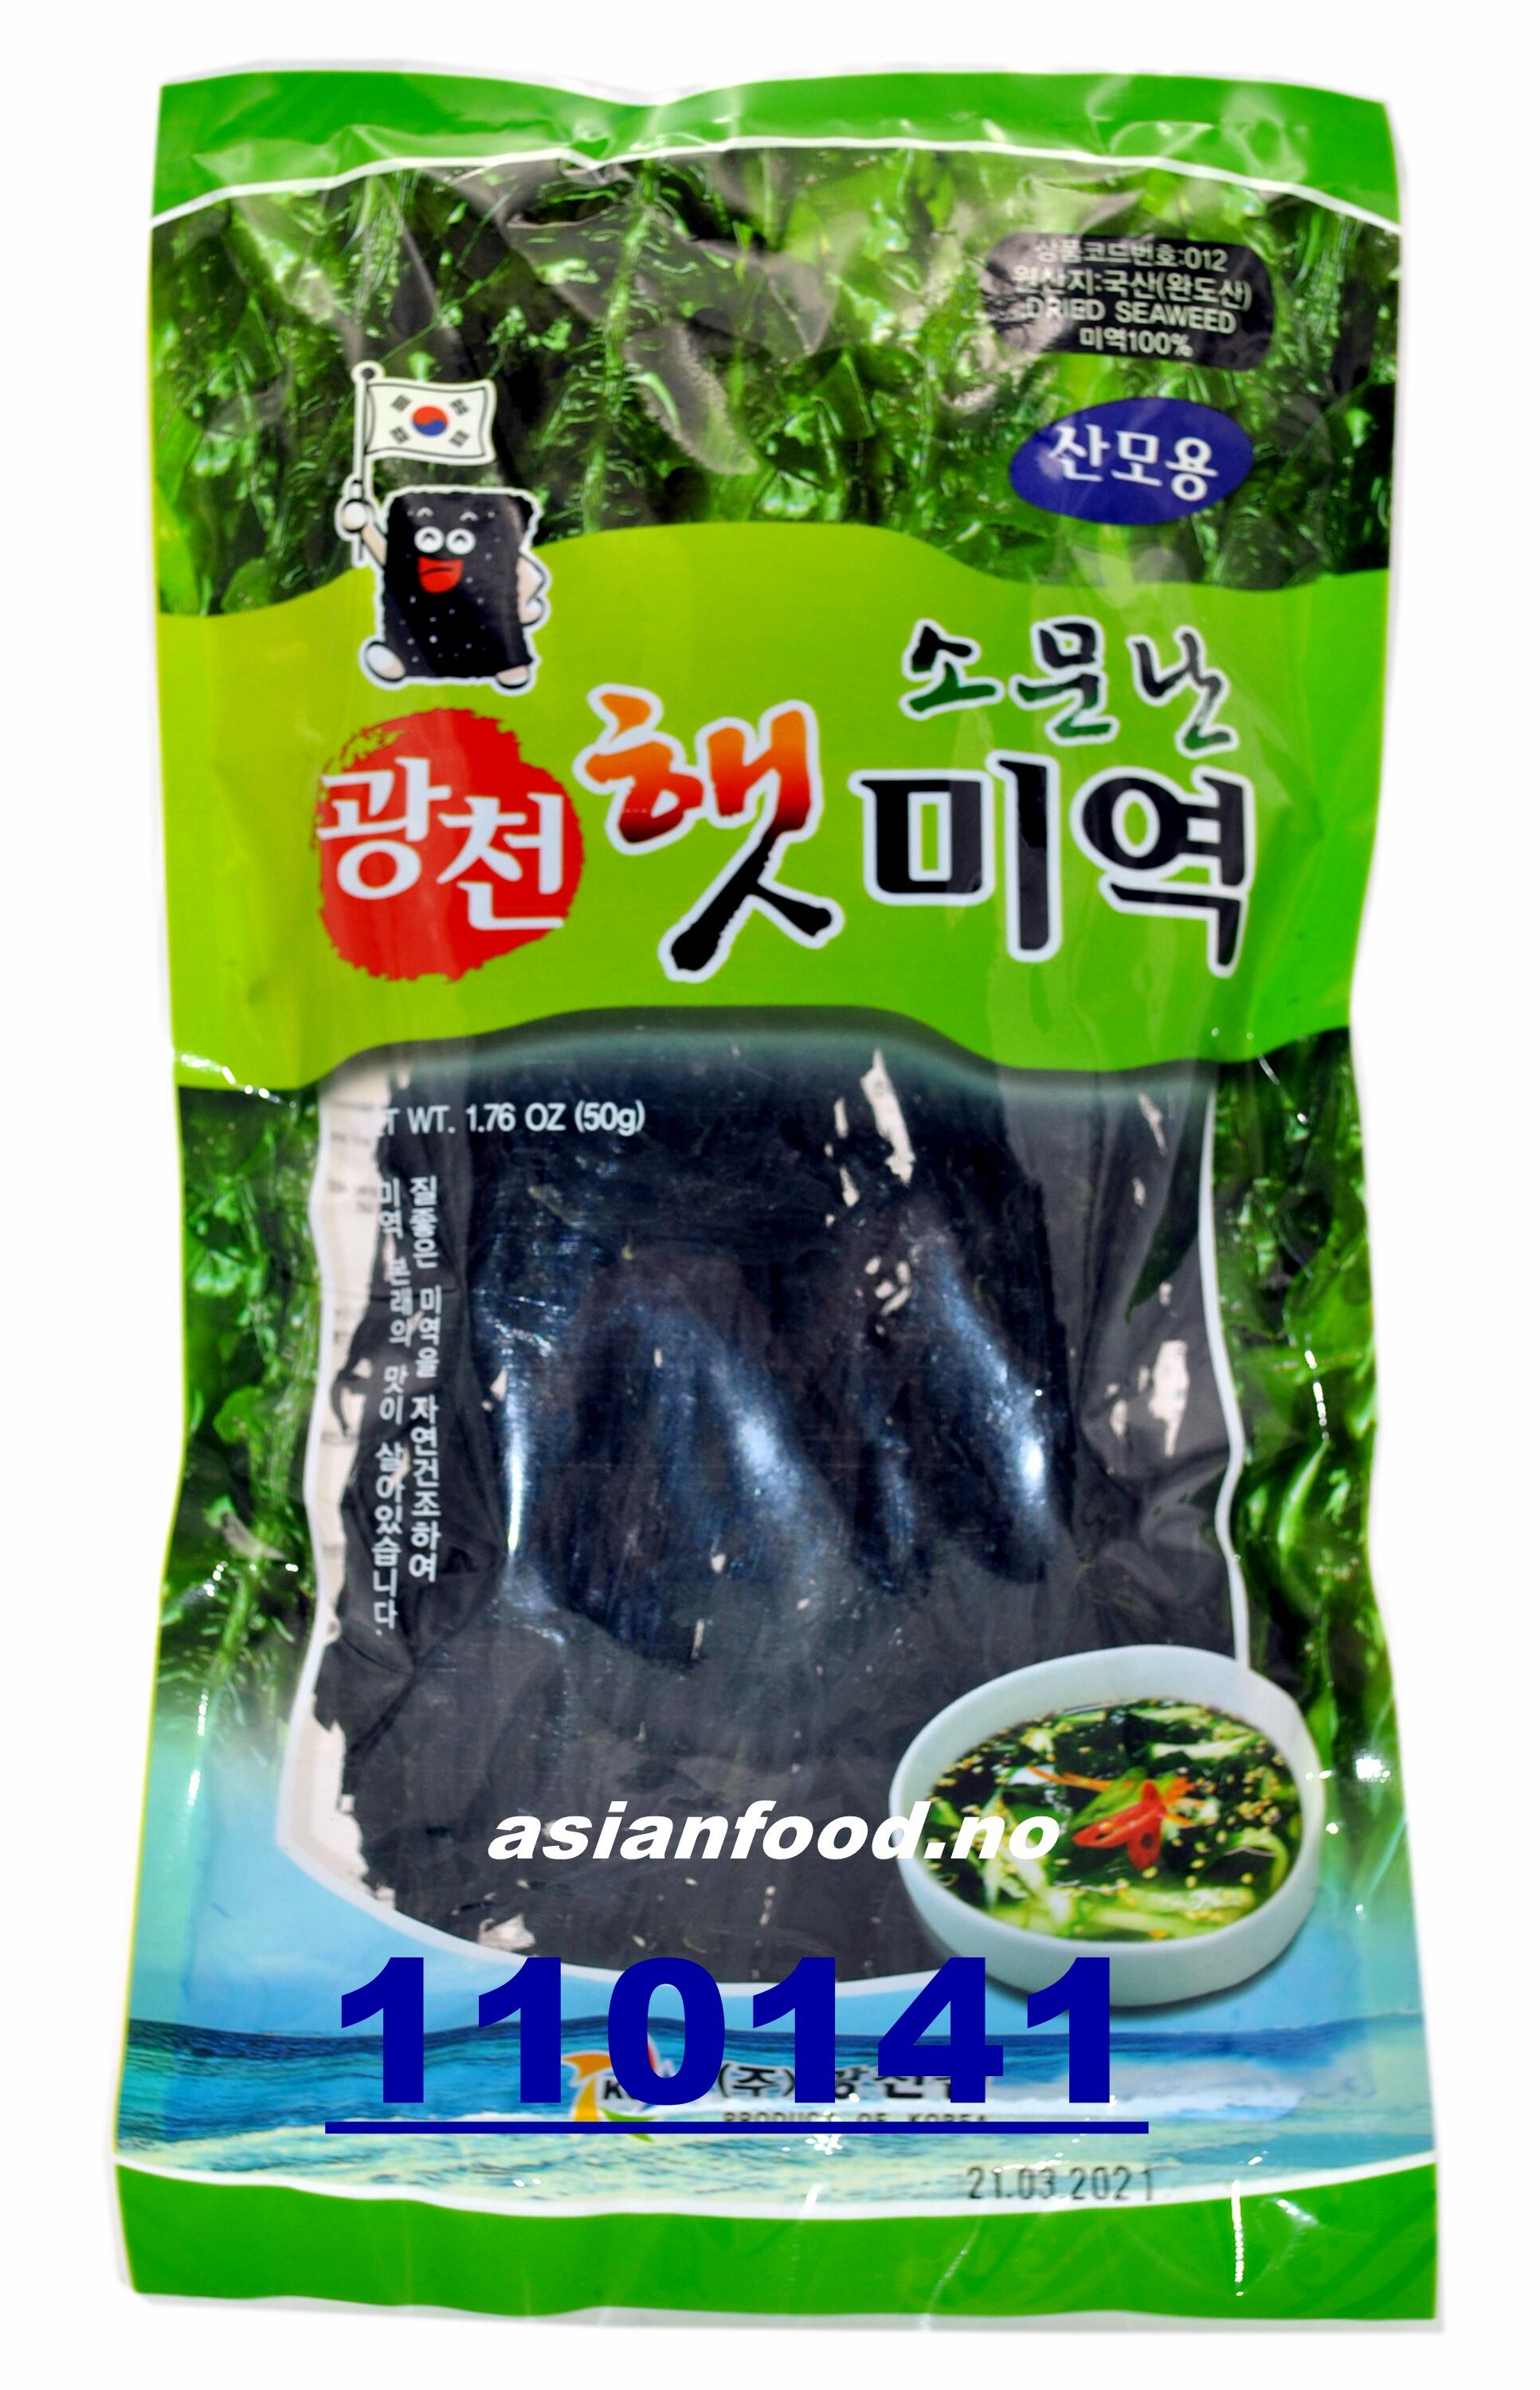 상품코드번호:012
원산지:국산(완도산)
DRIED SEAWEED
미역100%
산모용
소문난
광천 햇 미역
WT. 1.76 OZ (50g)
질좋은 미역을 자연건조하여
미역 본래의 맛이 살아있습니다.
asianfood.no
110141
(주)
PRODUCT OF KOREA
21.03.2021